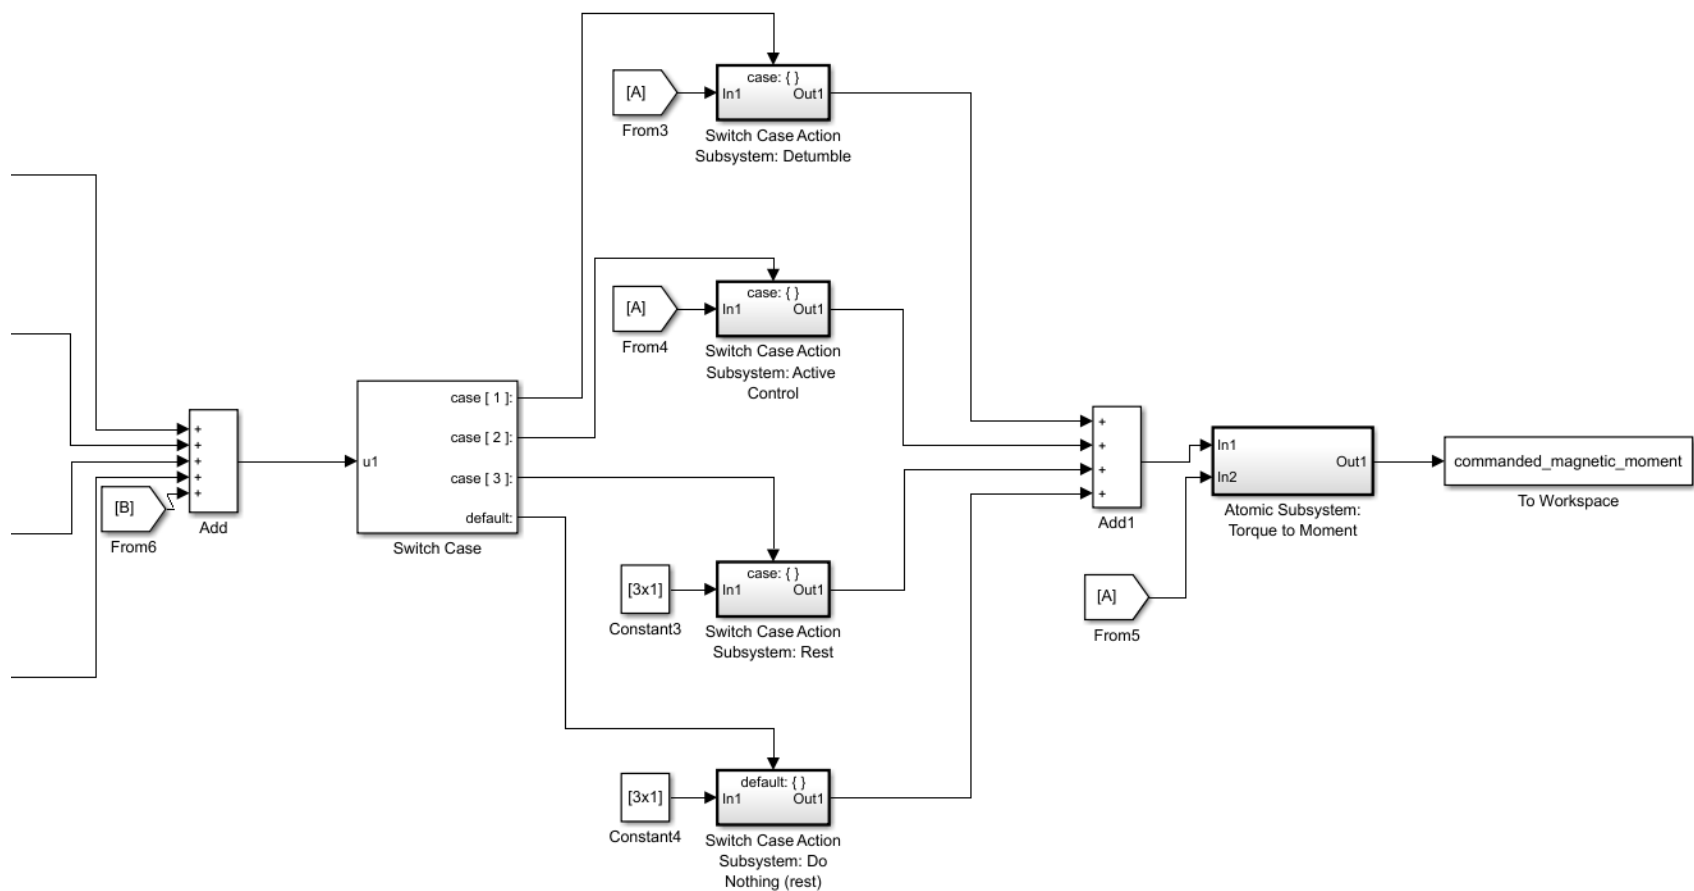 case: { }
[A]
In1
Out1
From3
Switch Case Action
Subsystem: Detumble
case: { }
[A]
In1
Out1
From4
Switch Case Action
Subsystem: Active
Control
+
+
+
+
+
[B]
From6
Add
u1
case [ 1 ]:
case [ 2 ]:
case [ 3 ]:
default:
Switch Case
case: { }
[3x1]
In1
Out1
Constant3
Switch Case Action
Subsystem: Rest
default: { }
[3x1]
In1
Out1
Constant4
Switch Case Action
Subsystem: Do
Nothing (rest)
+
+
+
+
Add1
In1
In2
Out1
Atomic Subsystem:
Torque to Moment
[A]
From5
commanded_magnetic_moment
To Workspace